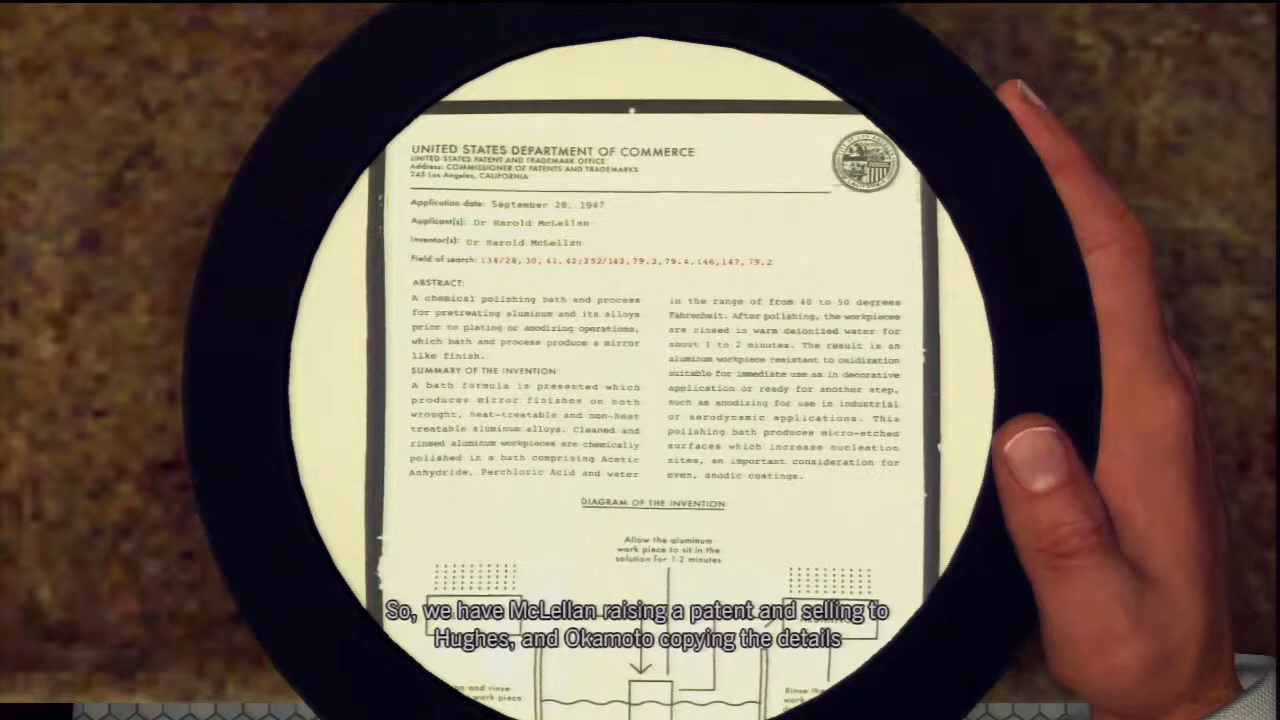 UNITED STATES DEPARTMENT OF COMMERCE
UNITED STATES PATENT AND TRADEMARK OFFICE
Address: COMMISSIONER OF PATENTS AND TRADEMARKS
245 Los Angeles, CALIFORNIA
Application date: September 20, 1947
Applicant(s): Dr Harold McLellan
Inventor(s): Dr Harold McLellan
Field of search: 134/28, 30, 41, 42;252/143, 79.3, 79.4, 146, 147, 79.2
ABSTRACT:
A chemical polishing bath and process
for pretreating aluminum and its alloys
prior to plating or anodizing operations,
which bath and process produce a mirror
like finish.
SUMMARY OF THE INVENTION:
A bath formula is presented which
produces mirror finishes on both
wrought, heat-treatable and non-heat
treatable aluminum alloys. Cleaned and
rinsed aluminum workpieces are chemically
polished in a bath comprising Acetic
Anhydride, Perchloric Acid and water
in the range of from 40 to 50 degrees
Fahrenheit. After polishing, the workpieces
are rinsed in warm deionized water for
about 1 to 2 minutes. The result is an
aluminum workpiece resistant to oxidization
suitable for immediate use as in decorative
application or ready for another step,
such as anodizing for use in industrial
or aerodynamic applications. This
polishing bath produces micro-etched
surfaces which increase nucleation
sites, an important consideration for
even, anodic coatings.
DIAGRAM OF THE INVENTION
Allow the aluminum
work piece to sit in the
solution for 1-2 minutes
So, we have McLellan raising a patent and selling to
Hughes, and Okamoto copying the details
and rinse
work piece
Rinse
work